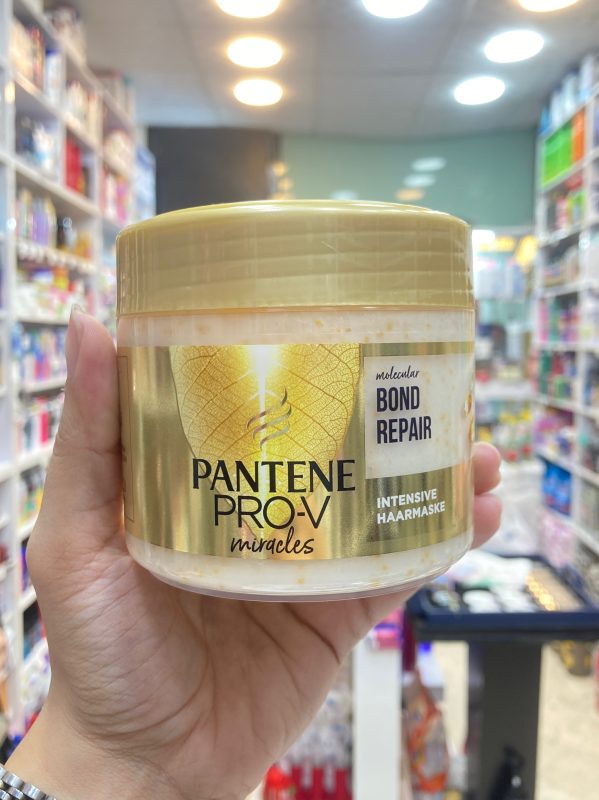 molecular
BOND
REPAIR
PANTENE
PRO-V
miracles
INTENSIVE
HAARMASKE